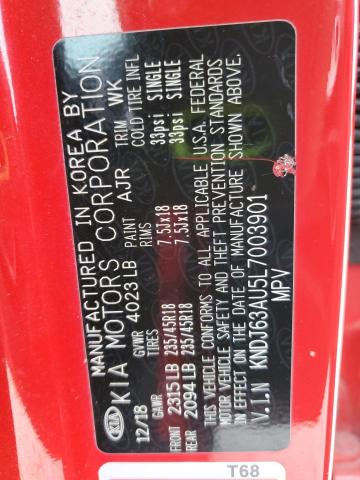 MANUFACTURED IN KOREA BY
KIA KIA MOTORS CORPORATION
12/18 GVWR 4023LB PAINT AJR TRIM WK
GAWR TIRES RIMS COLD TIRE INFL
FRONT 2315LB 235/45R18 7.5Jx18 33psi SINGLE
REAR 2094LB 235/45R18 7.5Jx18 33psi SINGLE
THIS VEHICLE CONFORMS TO ALL APPLICABLE U.S.A. FEDERAL
MOTOR VEHICLE SAFETY AND THEFT PREVENTION STANDARDS
IN EFFECT ON THE DATE OF MANUFACTURE SHOWN ABOVE.
V.I.N KNDJ63AU5L7003901
MPV
T68